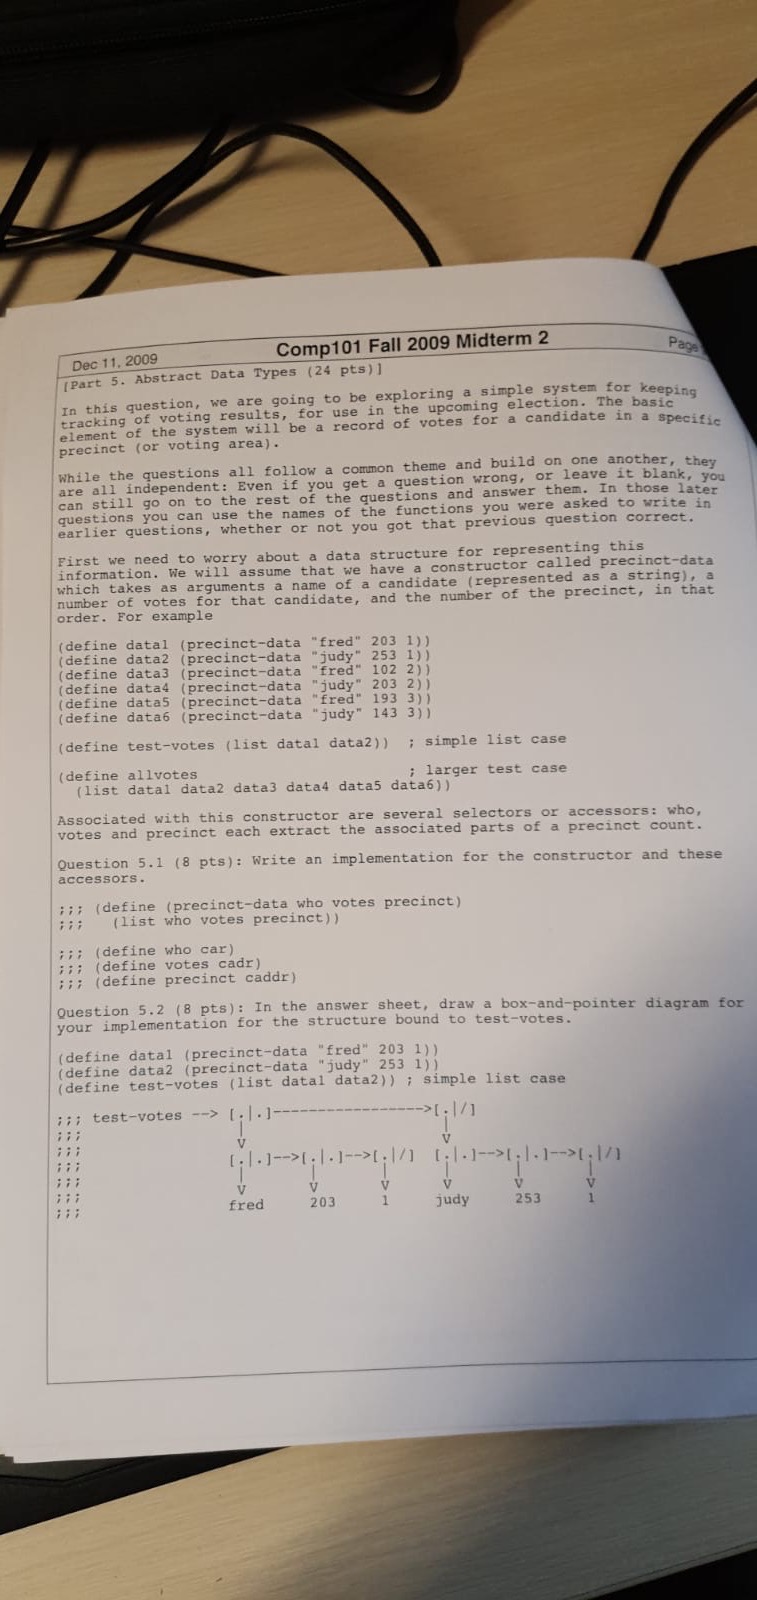 Dec 11, 2009
Comp101 Fall 2009 Midterm 2
Page
[Part 5. Abstract Data Types (24 pts)]
In this question, we are going to be exploring a simple system for keeping
tracking of voting results, for use in the upcoming election. The basic
element of the system will be a record of votes for a candidate in a specific
precinct (or voting area).
While the questions all follow a common theme and build on one another, they
are all independent: Even if you get a question wrong, or leave it blank, you
can still go on to the rest of the questions and answer them. In those later
questions you can use the names of the functions you were asked to write in
earlier questions, whether or not you got that previous question correct.
First we need to worry about a data structure for representing this
information. We will assume that we have a constructor called precinct-data
which takes as arguments a name of a candidate (represented as a string), a
number of votes for that candidate, and the number of the precinct, in that
order. For example
(define data1 (precinct-data "fred" 203 1))
(define data2 (precinct-data "judy" 253 1))
(define data3 (precinct-data "fred" 102 2))
(define data4 (precinct-data "judy" 203 2))
(define data5 (precinct-data "fred" 193 3))
(define data6 (precinct-data "judy" 143 3))
(define test-votes (list data1 data2)) ; simple list case
(define allvotes ; larger test case
(list data1 data2 data3 data4 data5 data6))
Associated with this constructor are several selectors or accessors: who,
votes and precinct each extract the associated parts of a precinct count.
Question 5.1 (8 pts): Write an implementation for the constructor and these
accessors.
;;; (define (precinct-data who votes precinct)
;;; (list who votes precinct))
;;; (define who car)
;;; (define votes cadr)
;;; (define precinct caddr)
Question 5.2 (8 pts): In the answer sheet, draw a box-and-pointer diagram for
your implementation for the structure bound to test-votes.
(define data1 (precinct-data "fred" 203 1))
(define data2 (precinct-data "judy" 253 1))
(define test-votes (list data1 data2)) ; simple list case
;;; test-votes --> [.|.]------------------>[.|/]
;;; | |
;;; V V
;;; [.|.]-->[.|.]-->[.|/] [.|.]-->[.|.]-->[.|/]
;;; | | | | | |
;;; V V V V V V
;;; fred 203 1 judy 253 1
;;;